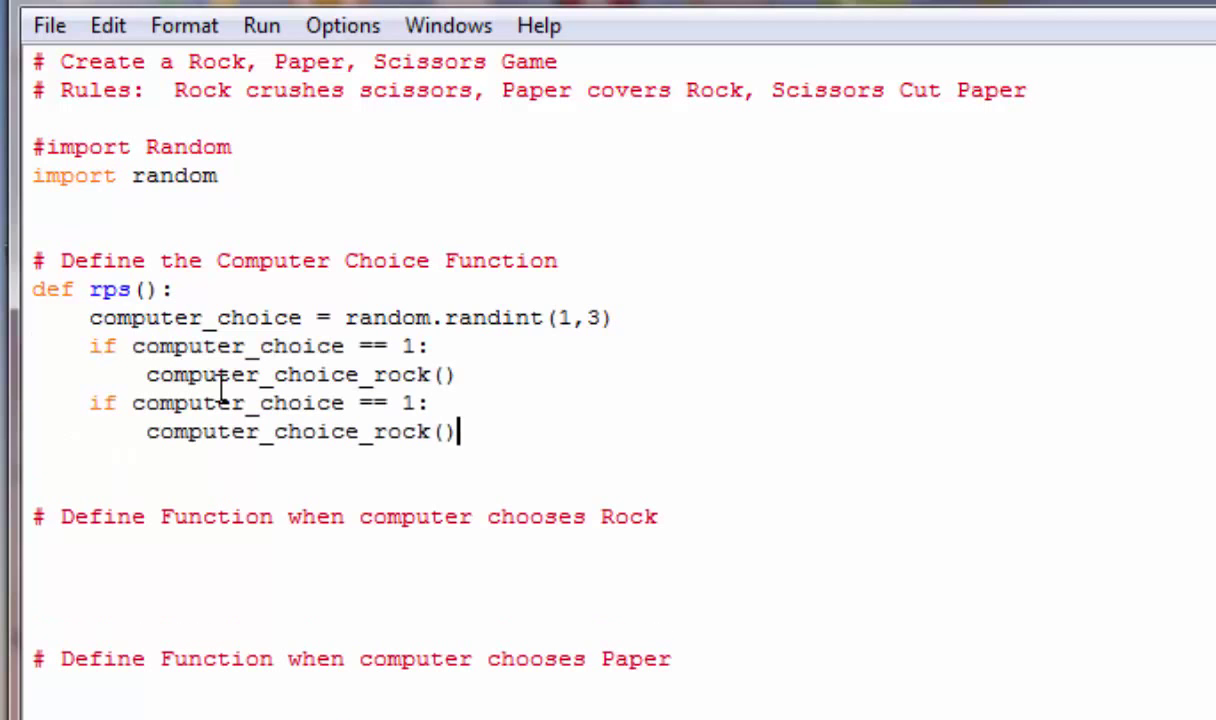 File Edit Format Run Options Windows Help
# Create a Rock, Paper, Scissors Game
# Rules:  Rock crushes scissors, Paper covers Rock, Scissors Cut Paper
#import Random
import random
# Define the Computer Choice Function
def rps():
    computer_choice = random.randint(1,3)
    if computer_choice == 1:
        computer_choice_rock()
    if computer_choice == 1:
        computer_choice_rock()
# Define Function when computer chooses Rock
# Define Function when computer chooses Paper